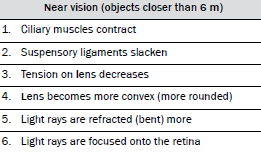 Near vision (objects closer than 6 m)
1. Ciliary muscles contract
2. Suspensory ligaments slacken
3. Tension on lens decreases
4. Lens becomes more convex (more rounded)
5. Light rays are refracted (bent) more
6. Light rays are focused onto the retina